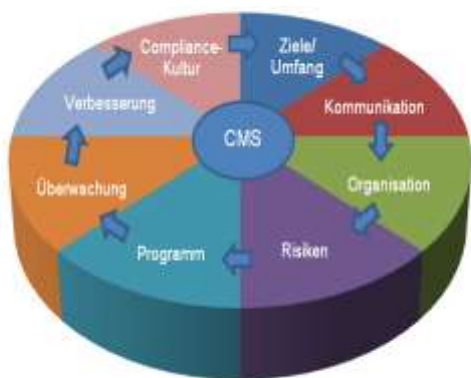 Compliance-
Kultur
Ziele/
Umfang
Kommunikation
Organisation
Risiken
Programm
Überwachung
Verbesserung
CMS